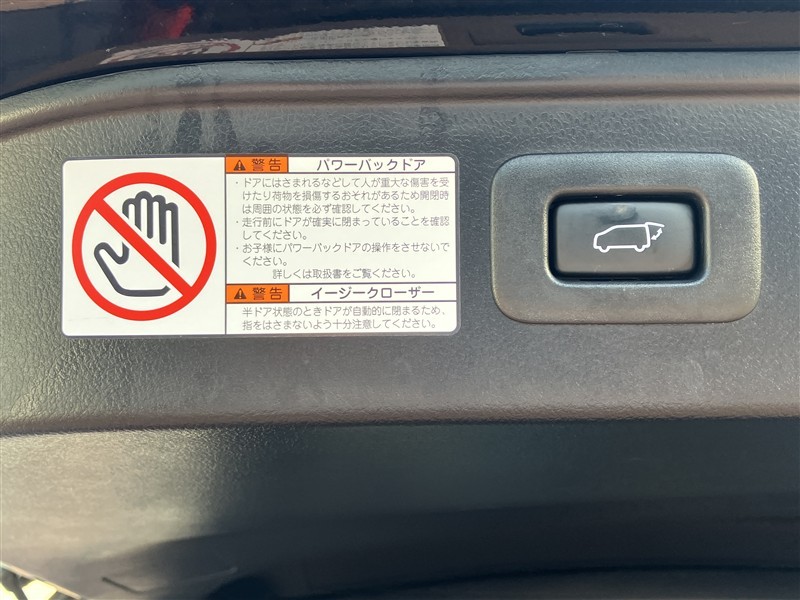 警告 パワーバックドア
・ドアにはさまれるなどして人が重大な傷害を受
けたり荷物を損傷するおそれがあるため開閉時
は周囲の状態を必ず確認してください。
・走行前にドアが確実に閉まっていることを確認
してください。
・お子様にパワーバックドアの操作をさせないで
ください。
詳しくは取扱書をご覧ください。
警告 イージークローザー
半ドア状態のときドアが自動的に閉まるため、
指をはさまないよう十分注意してください。